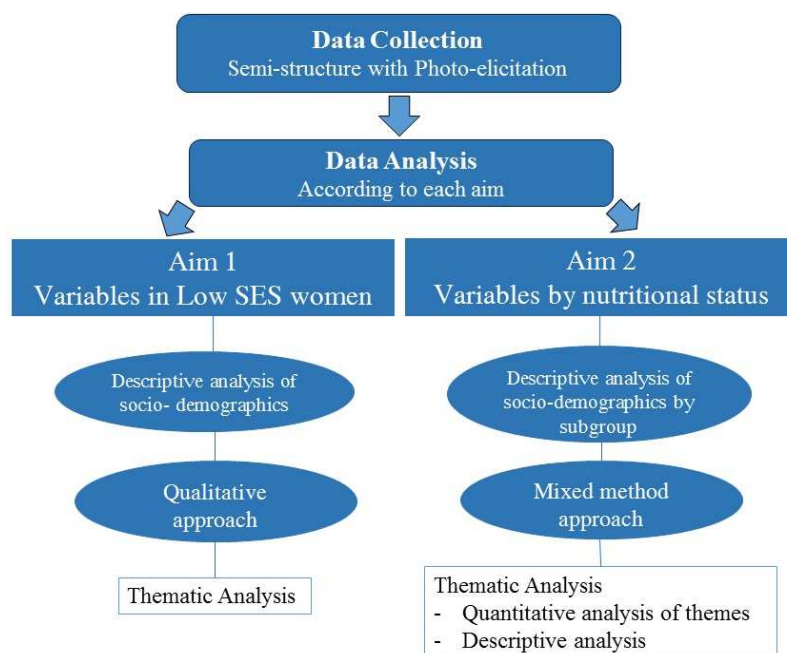 Data Collection
Semi-structure with Photo-elicitation
Data Analysis
According to each aim
Aim 1
Variables in Low SES women
Descriptive analysis of
socio- demographics
Qualitative
approach
Thematic Analysis
Aim 2
Variables by nutritional status
Descriptive analysis of
socio-demographics by
subgroup
Mixed method
approach
Thematic Analysis
- Quantitative analysis of themes
- Descriptive analysis